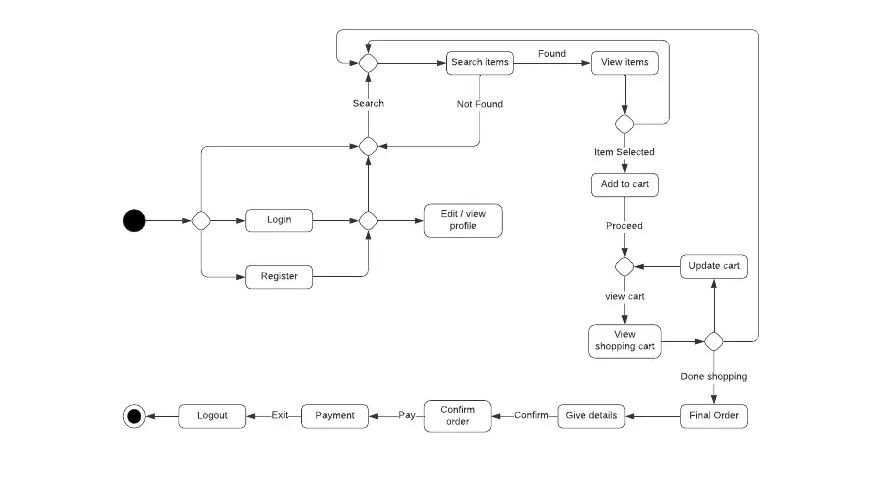 Found
Search items
View items
Search
Not Found
Item Selected
Add to cart
Login
Edit / view
profile
Proceed
Register
Update cart
view cart
View
shopping cart
Done shopping
Logout
Exit
Payment
Pay
Confirm
order
Confirm
Give details
Final Order